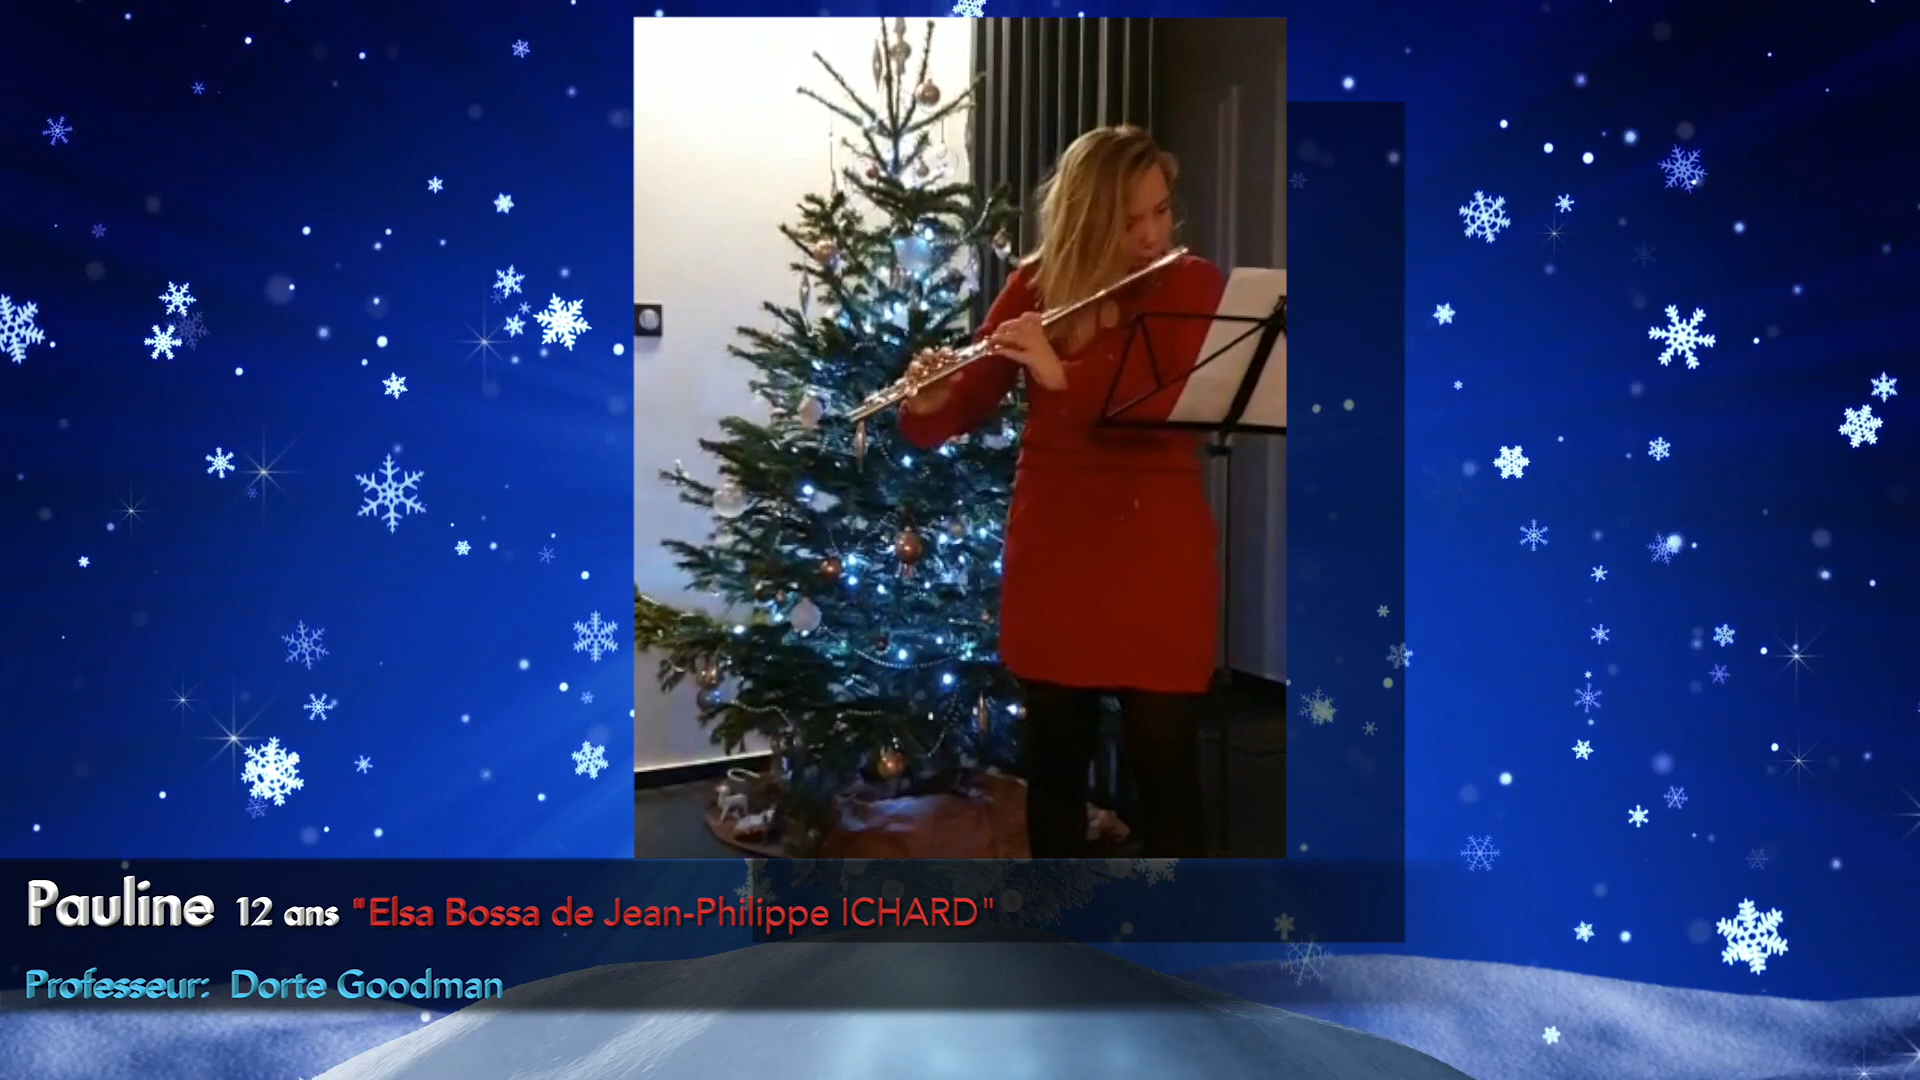 Pauline 12 ans "Elsa Bossa de Jean-Philippe ICHARD"
Professeur: Dorte Goodman